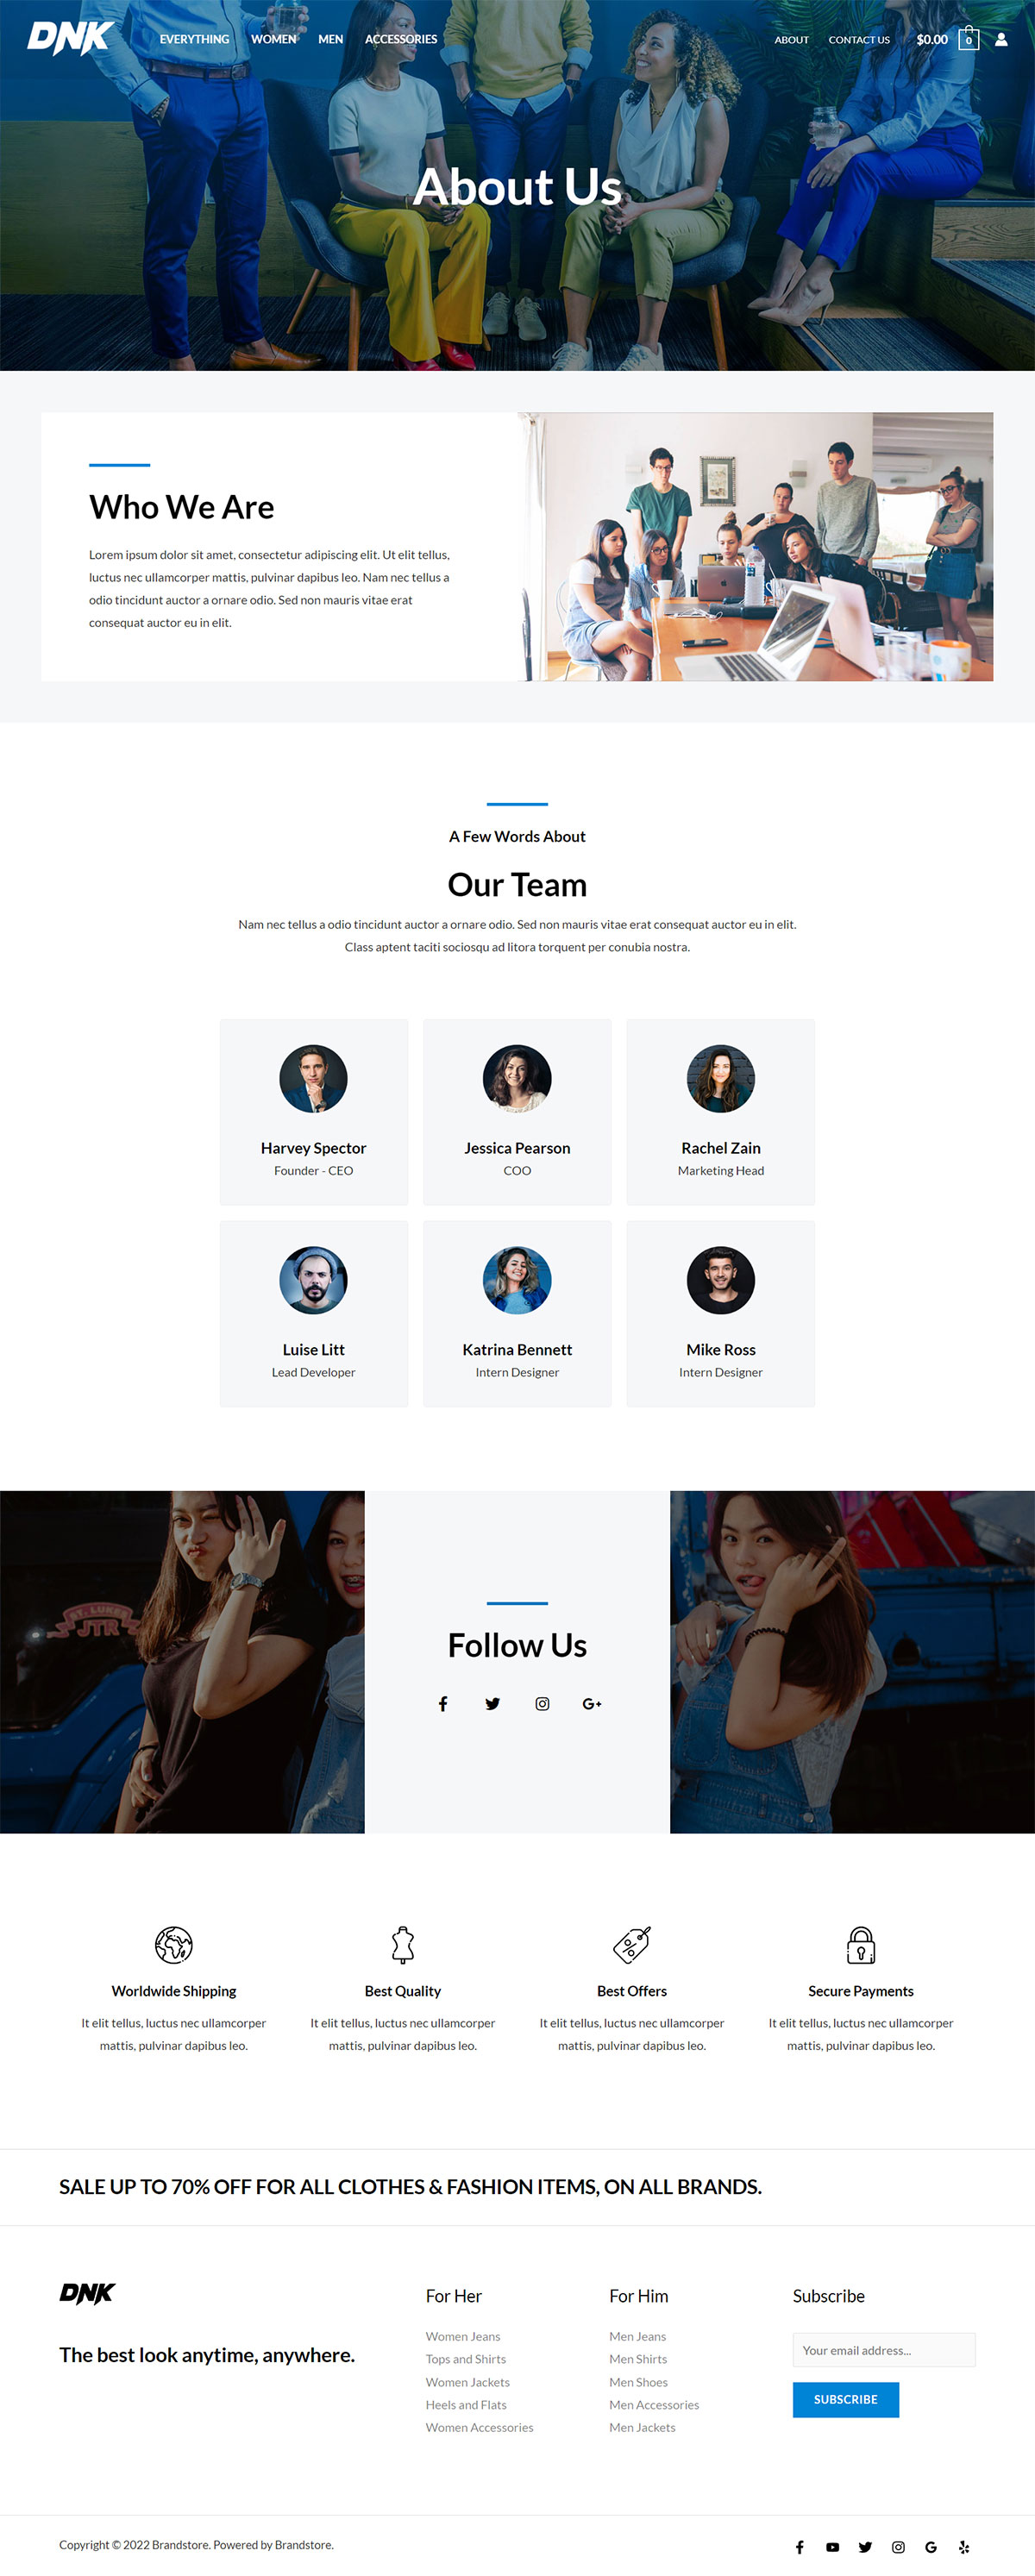 DNK
EVERYTHING WOMEN MEN ACCESSORIES
ABOUT CONTACT US $0.00 0
About Us
Who We Are
Lorem ipsum dolor sit amet, consectetur adipiscing elit. Ut elit tellus,
luctus nec ullamcorper mattis, pulvinar dapibus leo. Nam nec tellus a
odio tincidunt auctor a ornare odio. Sed non mauris vitae erat
consequat auctor eu in elit.
A Few Words About
Our Team
Nam nec tellus a odio tincidunt auctor a ornare odio. Sed non mauris vitae erat consequat auctor eu in elit.
Class aptent taciti sociosqu ad litora torquent per conubia nostra.
Harvey Spector
Founder - CEO
Jessica Pearson
COO
Rachel Zain
Marketing Head
Luise Litt
Lead Developer
Katrina Bennett
Intern Designer
Mike Ross
Intern Designer
ST. LUKE
JTR
Follow Us
Worldwide Shipping
It elit tellus, luctus nec ullamcorper
mattis, pulvinar dapibus leo.
Best Quality
It elit tellus, luctus nec ullamcorper
mattis, pulvinar dapibus leo.
Best Offers
It elit tellus, luctus nec ullamcorper
mattis, pulvinar dapibus leo.
Secure Payments
It elit tellus, luctus nec ullamcorper
mattis, pulvinar dapibus leo.
SALE UP TO 70% OFF FOR ALL CLOTHES & FASHION ITEMS, ON ALL BRANDS.
DNK
The best look anytime, anywhere.
For Her
Women Jeans
Tops and Shirts
Women Jackets
Heels and Flats
Women Accessories
For Him
Men Jeans
Men Shirts
Men Shoes
Men Accessories
Men Jackets
Subscribe
Your email address...
SUBSCRIBE
Copyright © 2022 Brandstore. Powered by Brandstore.